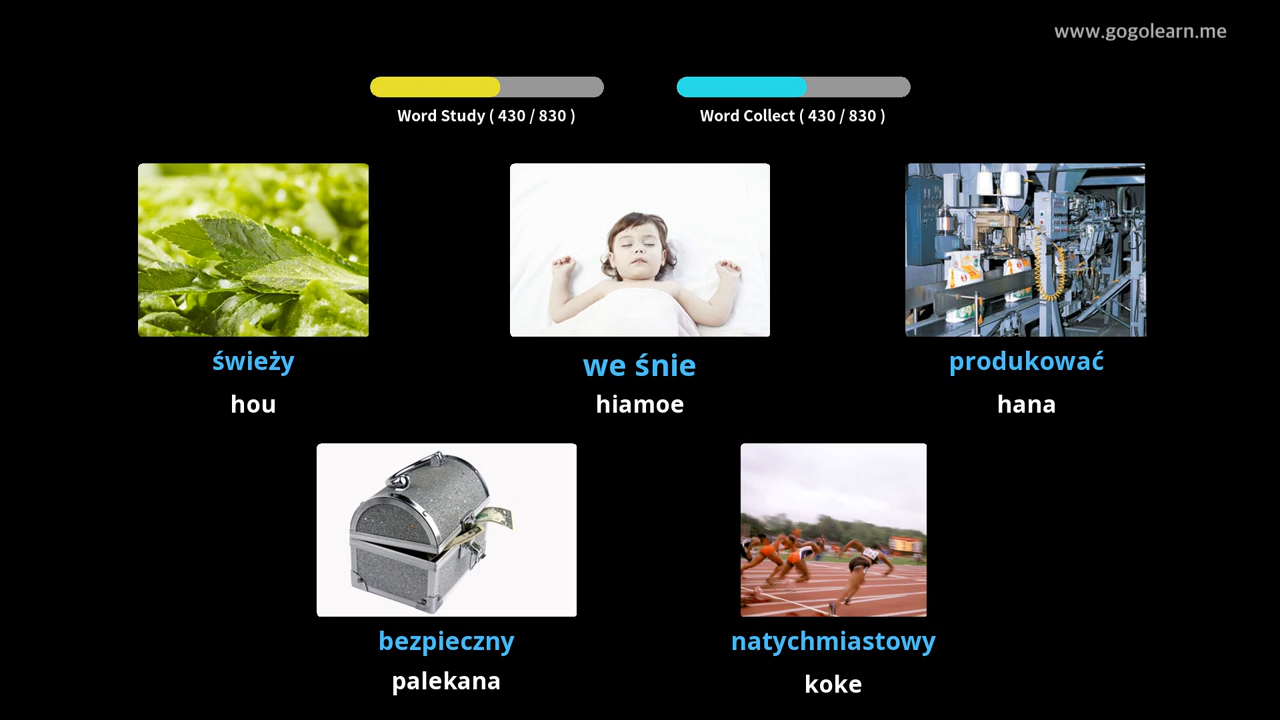 www.gogolearn.me
Word Study ( 430 / 830 )
Word Collect ( 430 / 830 )
świeży
we śnie
produkować
hou
hiamoe
hana
bezpieczny
natychmiastowy
palekana
koke